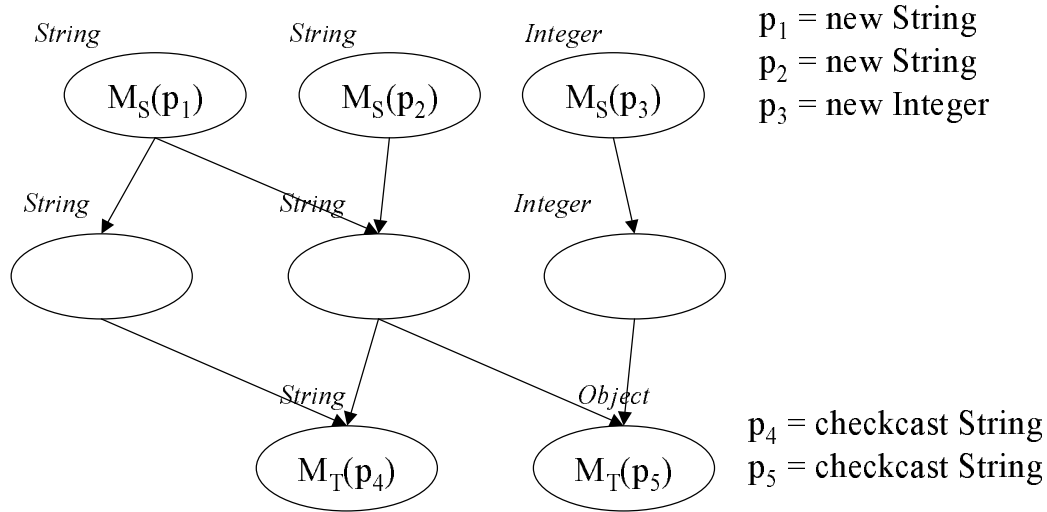 String String Integer
M_S(p_1) M_S(p_2) M_S(p_3)
p_1 = new String
p_2 = new String
p_3 = new Integer
String String Integer
String Object
M_T(p_4) M_T(p_5)
p_4 = checkcast String
p_5 = checkcast String